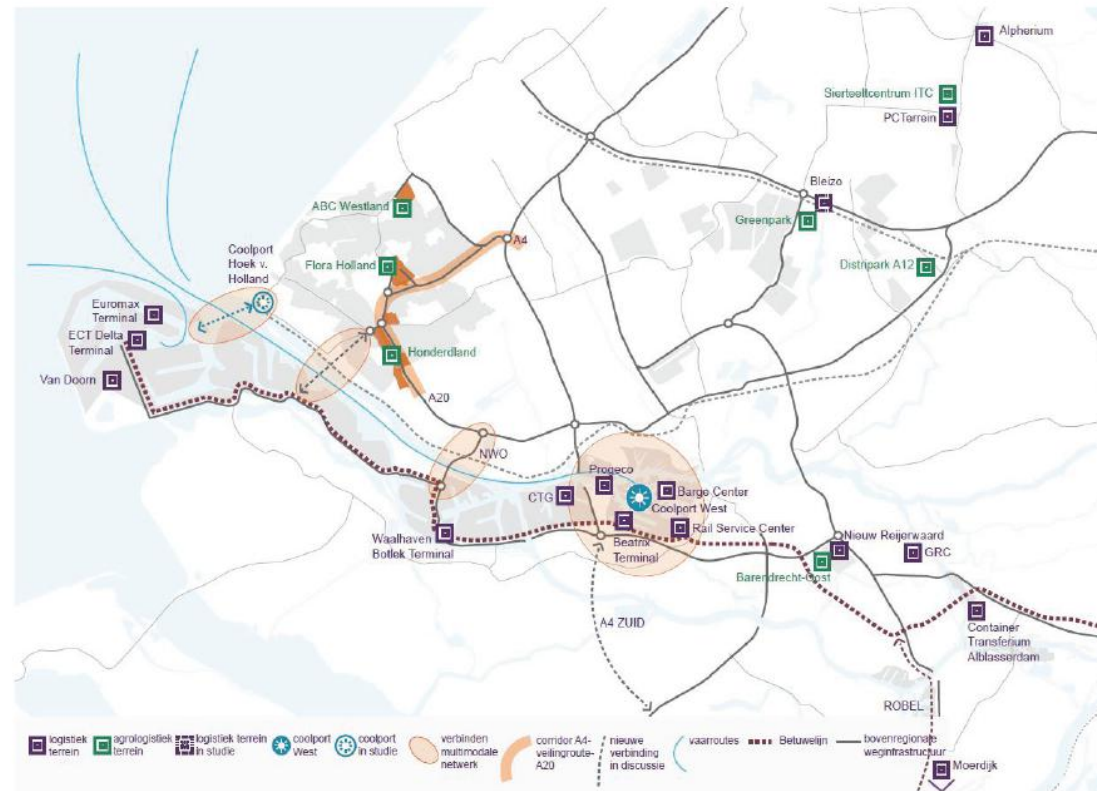 Alpherium
Sierteeltcentrum ITC
PCTerrein
Bleizo
ABC Westland
Greenpark
A4
Coolport
Hoek v.
Holland
Flora Holland
Distripark A12
Euromax
Terminal
ECT Delta
Terminal
Honderdland
Van Doorn
A20
NWO
Progeco
CTG
Barge Center
Coolport West
Waalhaven
Botlek Terminal
Beatrix
Terminal
Rail Service Center
Nieuw Reijerwaard
GRC
Barendrecht-Oost
A4 ZUID
Container
Transferium
Alblasserdam
ROBEL
logistiek
terrein
agrologistiek
terrein
logistiek terrein
in studie
coolport
West
coolport
in studie
verbinden
multimodale
netwerk
corridor A4-
veilingroute-
A20
nieuwe
verbinding
in discussie
vaarroutes
Betuwelijn
bovenregionale
weginfrastructuur
Moerdijk